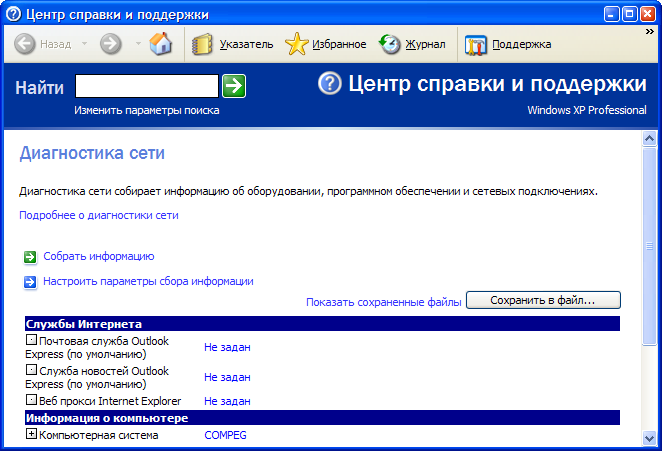 Центр справки и поддержки
Назад Указатель Избранное Журнал Поддержка »
Найти
Изменить параметры поиска
Центр справки и поддержки
Windows XP Professional
Диагностика сети
Диагностика сети собирает информацию об оборудовании, программном обеспечении и сетевых подключениях.
Подробнее о диагностики сети
Собрать информацию
Настроить параметры сбора информации
Показать сохраненные файлы Сохранить в файл...
Службы Интернета
Почтовая служба Outlook
Express (по умолчанию) Не задан
Служба новостей Outlook
Express (по умолчанию) Не задан
Веб прокси Internet Explorer Не задан
Информация о компьютере
Компьютерная система COMPEG